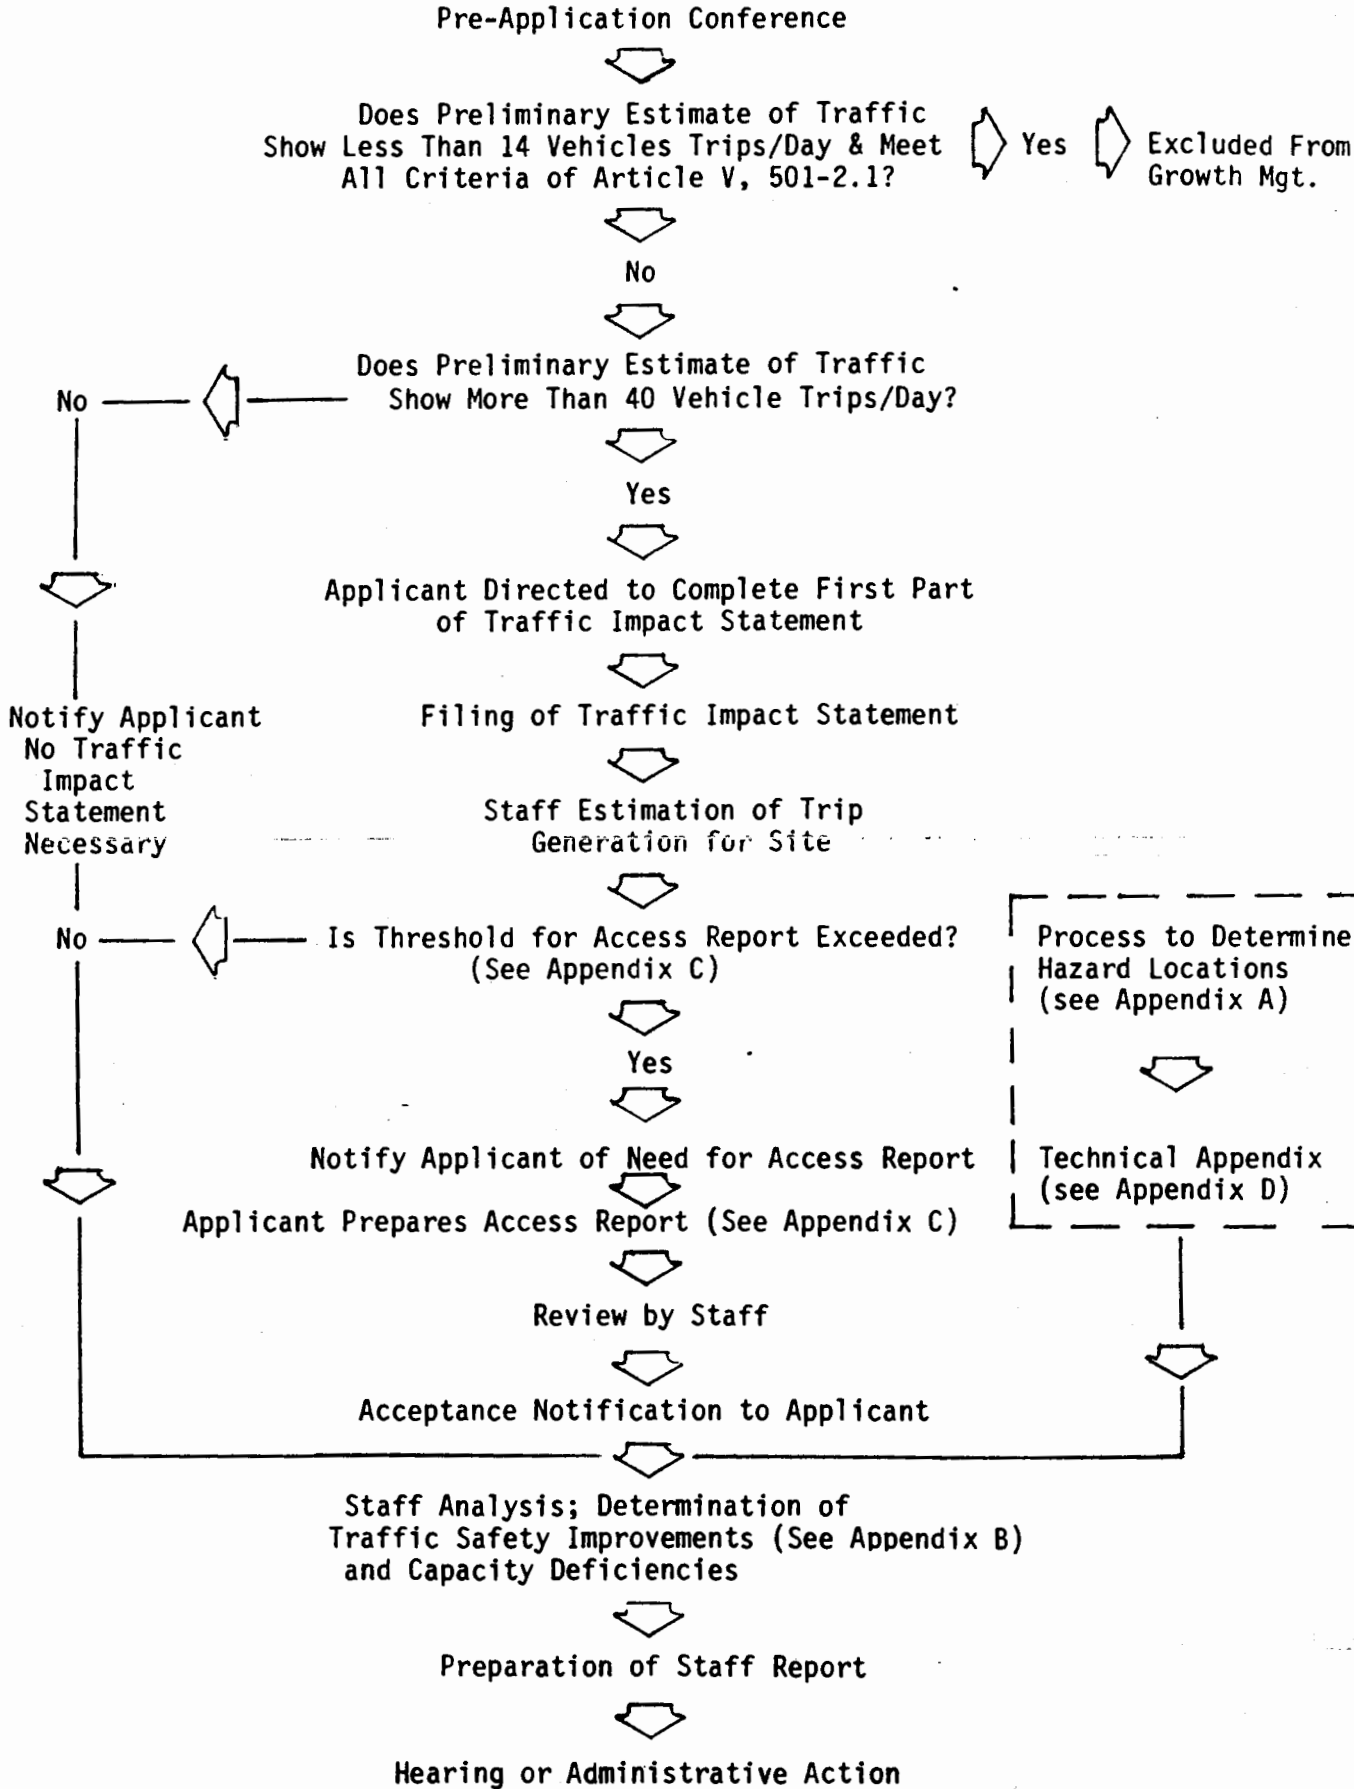 Pre-Application Conference
Does Preliminary Estimate of Traffic
Show Less Than 14 Vehicles Trips/Day & Meet
All Criteria of Article V, 501-2.1?
Yes
Excluded From
Growth Mgt.
No
Does Preliminary Estimate of Traffic
Show More Than 40 Vehicle Trips/Day?
No
Yes
Applicant Directed to Complete First Part
of Traffic Impact Statement
Notify Applicant
No Traffic
Impact
Statement
Necessary
Filing of Traffic Impact Statement
Staff Estimation of Trip
Generation for Site
No
Is Threshold for Access Report Exceeded?
(See Appendix C)
Process to Determine
Hazard Locations
(see Appendix A)
Yes
Notify Applicant of Need for Access Report
Technical Appendix
(see Appendix D)
Applicant Prepares Access Report (See Appendix C)
Review by Staff
Acceptance Notification to Applicant
Staff Analysis; Determination of
Traffic Safety Improvements (See Appendix B)
and Capacity Deficiencies
Preparation of Staff Report
Hearing or Administrative Action